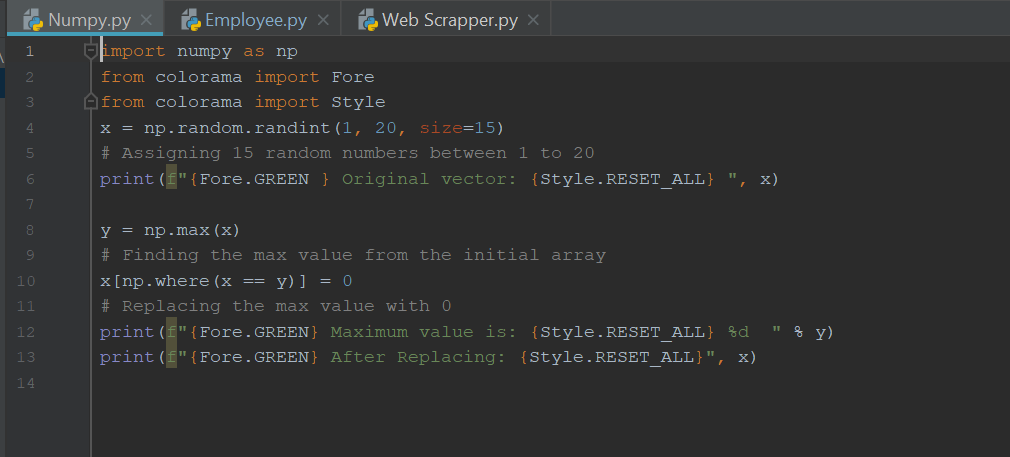 Numpy.py Employee.py Web Scrapper.py
1 import numpy as np
2 from colorama import Fore
3 from colorama import Style
4 x = np.random.randint(1, 20, size=15)
5 # Assigning 15 random numbers between 1 to 20
6 print(f"{Fore.GREEN } Original vector: {Style.RESET_ALL} ", x)
7
8 y = np.max(x)
9 # Finding the max value from the initial array
10 x[np.where(x == y)] = 0
11 # Replacing the max value with 0
12 print(f"{Fore.GREEN} Maximum value is: {Style.RESET_ALL} %d  " % y)
13 print(f"{Fore.GREEN} After Replacing: {Style.RESET_ALL}", x)
14